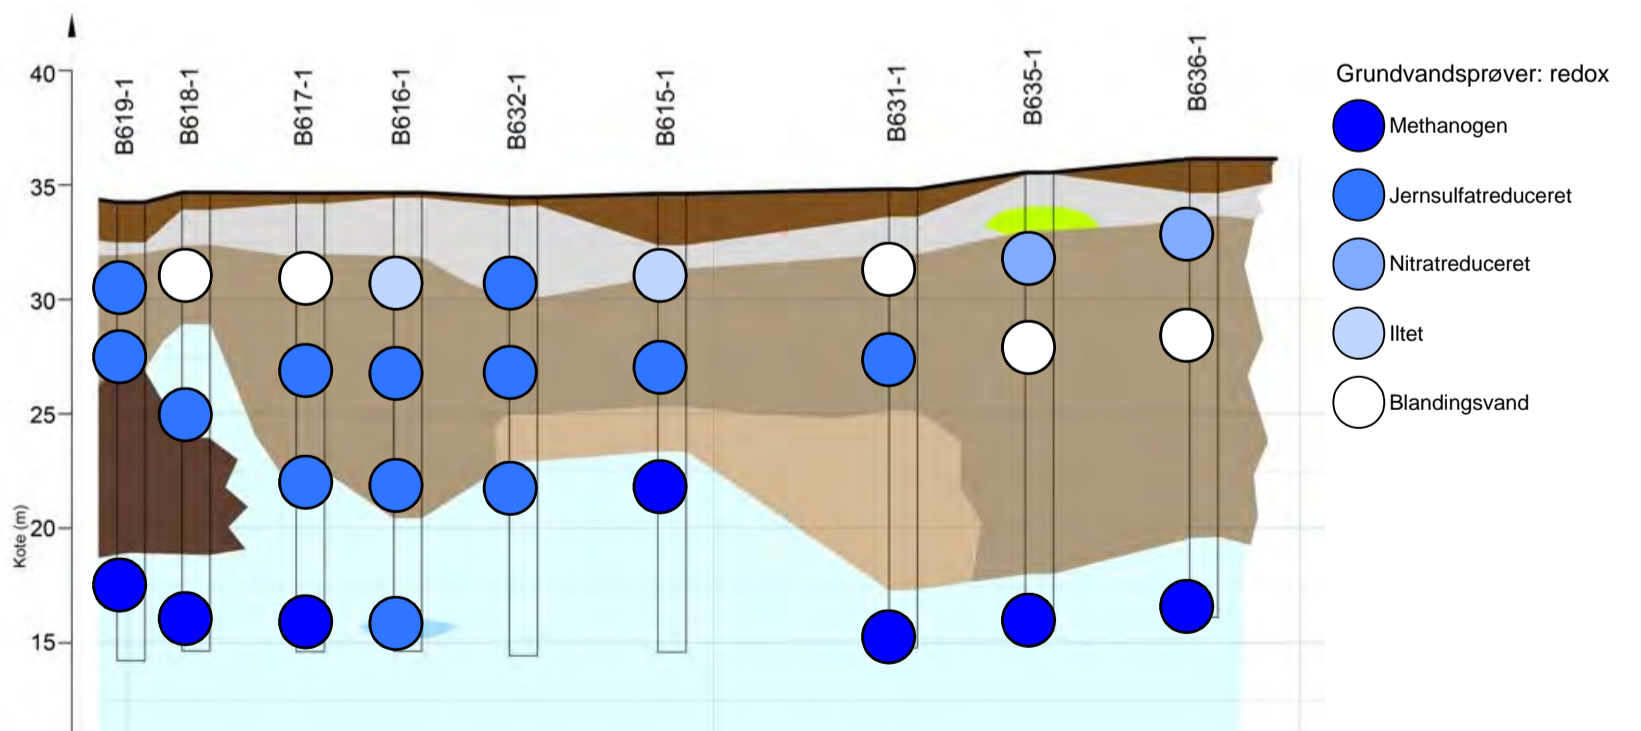 B619-1
B618-1
B617-1
B616-1
B632-1
B615-1
B631-1
B635-1
B636-1
40
35
30
25
20
15
Kote (m)
Grundvandsprøver: redox
Methanogen
Jernsulfatreduceret
Nitratreduceret
Iltet
Blandingsvand